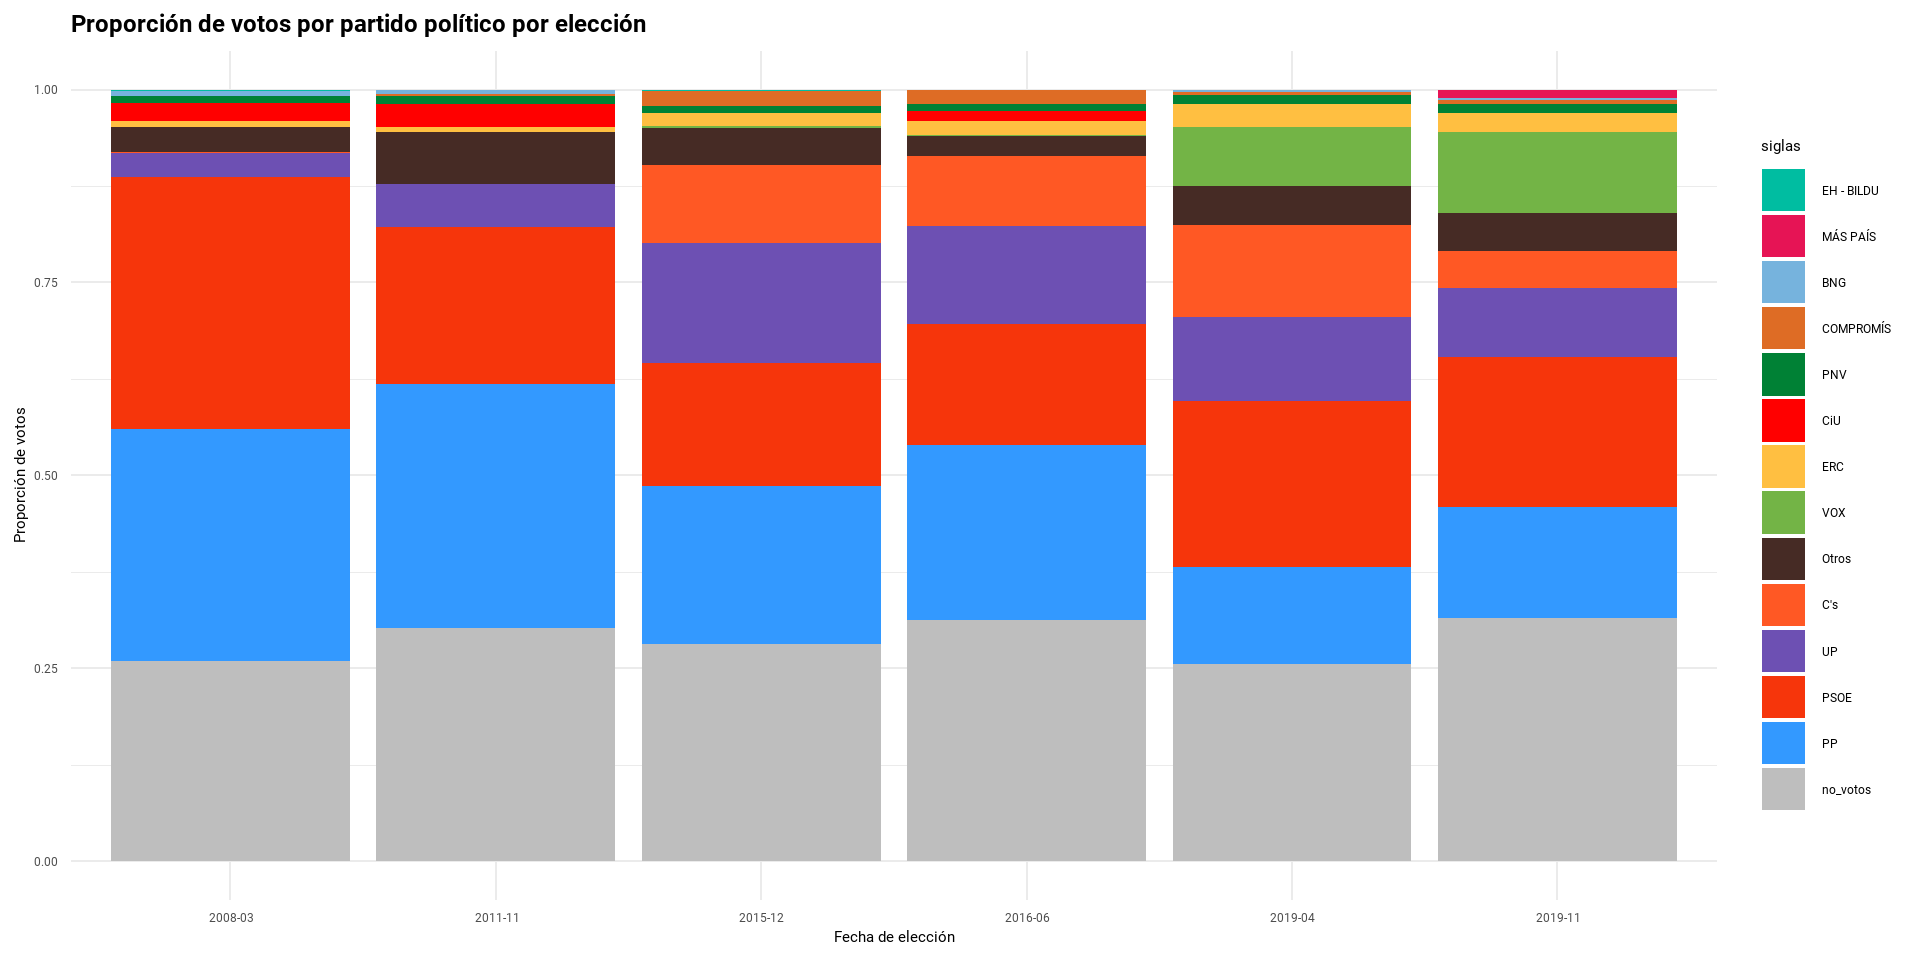 Proporción de votos por partido político por elección
Proporción de votos
1.00
0.75
0.50
0.25
0.00
2008-03
2011-11
2015-12
2016-06
2019-04
2019-11
Fecha de elección
siglas
EH - BILDU
MÁS PAÍS
BNG
COMPROMÍS
PNV
CiU
ERC
VOX
Otros
C's
UP
PSOE
PP
no_votos